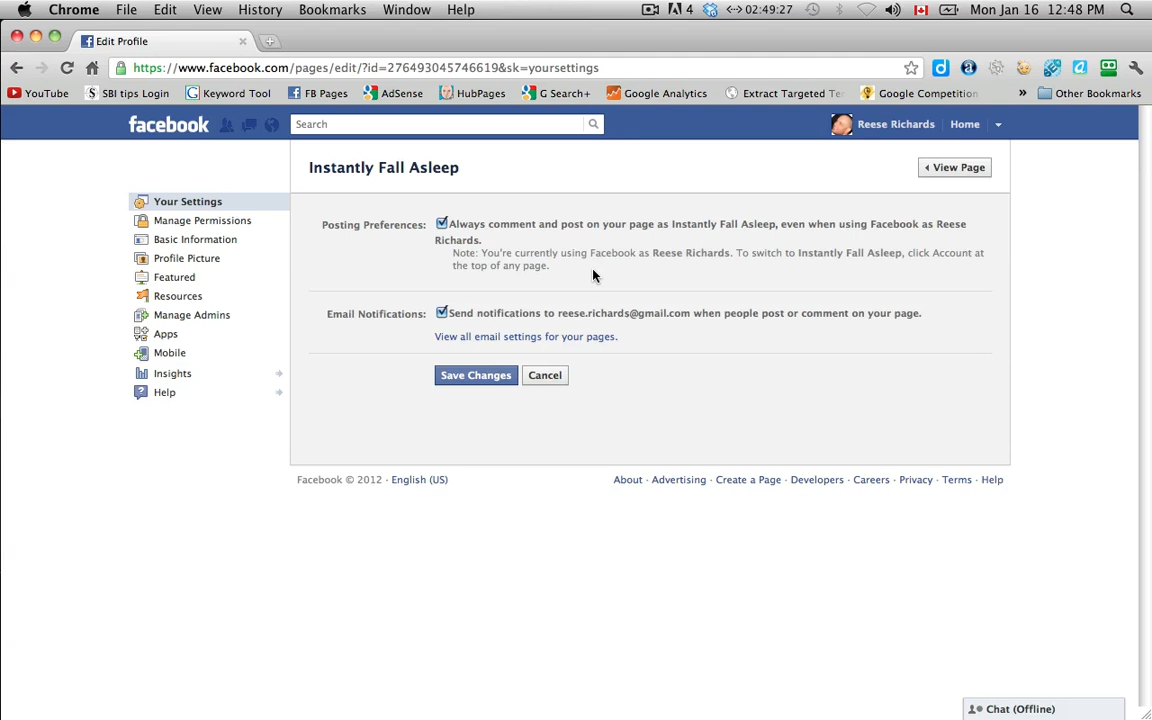 Chrome File Edit View History Bookmarks Window Help 4 02:49:27 Mon Jan 16 12:48 PM
Edit Profile
https://www.facebook.com/pages/edit/?id=276493045746619&sk=yoursettings
YouTube SBI tips Login Keyword Tool FB Pages AdSense HubPages G Search+ Google Analytics Extract Targeted Te Google Competition » Other Bookmarks
facebook Search Reese Richards Home
Instantly Fall Asleep View Page
Your Settings
Manage Permissions
Basic Information
Profile Picture
Featured
Resources
Manage Admins
Apps
Mobile
Insights
Help
Posting Preferences: Always comment and post on your page as Instantly Fall Asleep, even when using Facebook as Reese
Richards.
Note: You're currently using Facebook as Reese Richards. To switch to Instantly Fall Asleep, click Account at
the top of any page.
Email Notifications: Send notifications to reese.richards@gmail.com when people post or comment on your page.
View all email settings for your pages.
Save Changes Cancel
Facebook © 2012 · English (US) About · Advertising · Create a Page · Developers · Careers · Privacy · Terms · Help
Chat (Offline)